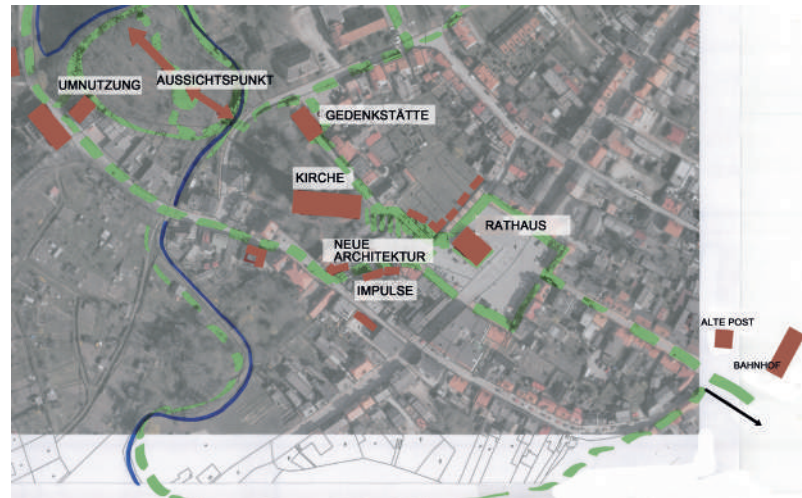 UMNUTZUNG
AUSSICHTSPUNKT
GEDENKSTÄTTE
KIRCHE
RATHAUS
NEUE
ARCHITEKTUR
IMPULSE
ALTE POST
BAHNHOF